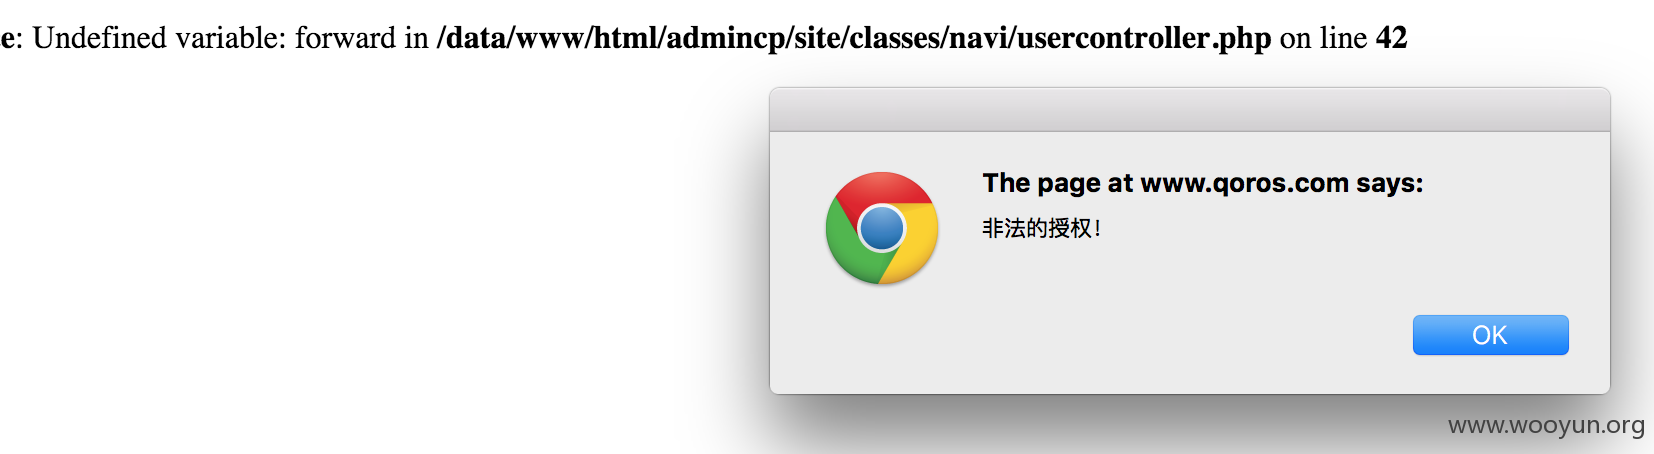 e: Undefined variable: forward in /data/www/html/admincp/site/classes/navi/usercontroller.php on line 42
The page at www.qoros.com says:
非法的授权！
OK
www.wooyun.org